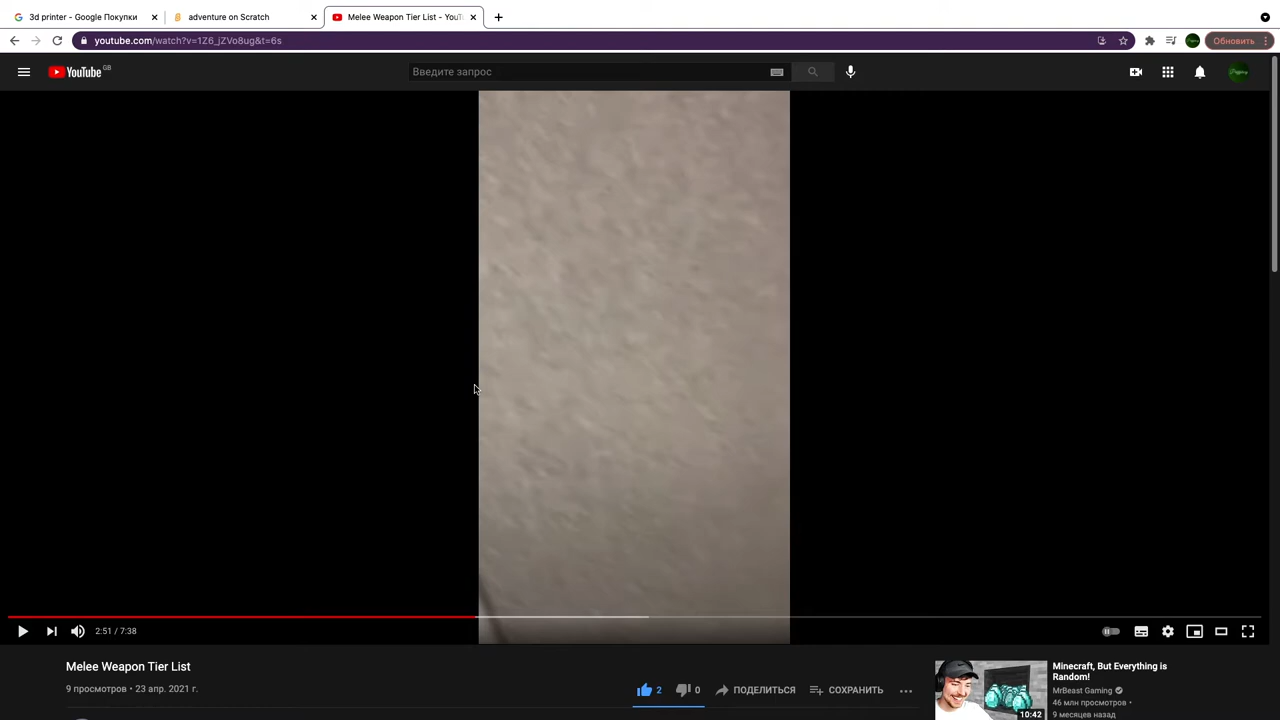 3d printer - Google Покупки
adventure on Scratch
Melee Weapon Tier List - YouT
youtube.com/watch?v=1Z6_jZVo8ug&t=6s
Обновить
YouTube GB
Введите запрос
2:51 / 7:38
Melee Weapon Tier List
9 просмотров • 23 апр. 2021 г.
2
0
ПОДЕЛИТЬСЯ
СОХРАНИТЬ
Minecraft, But Everything is
Random!
MrBeast Gaming
46 млн просмотров •
9 месяцев назад
10:42